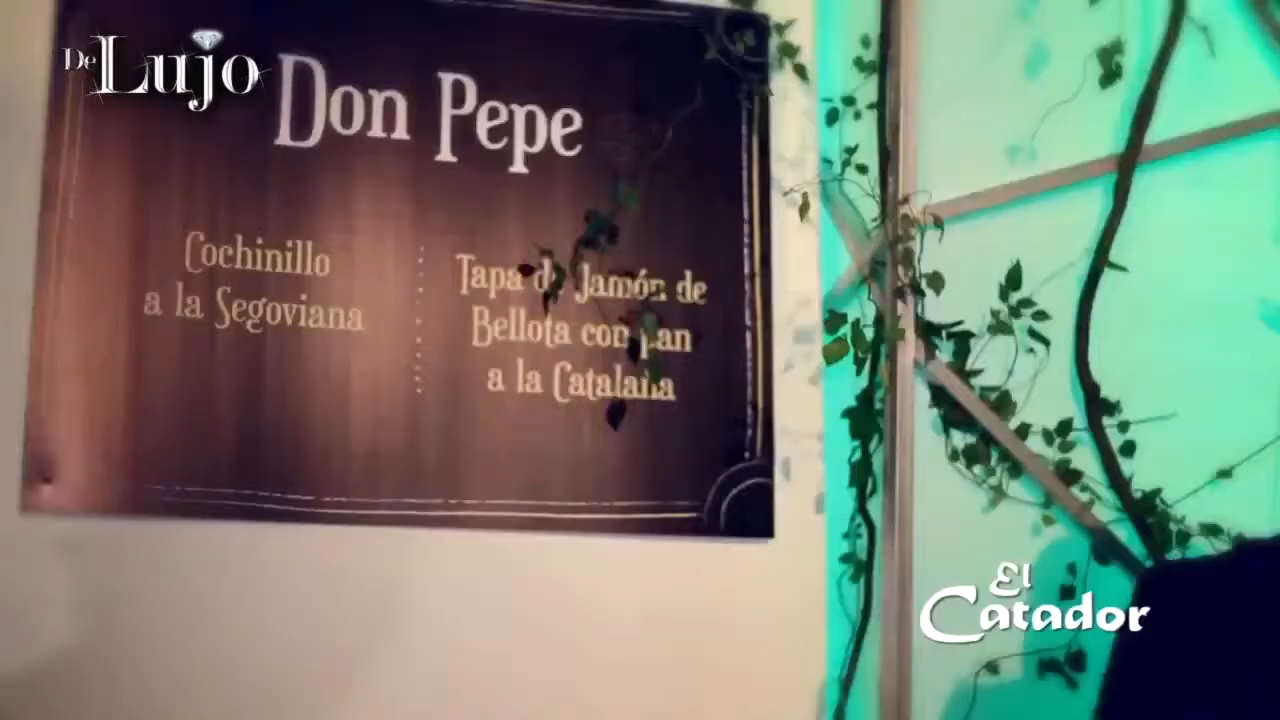 De Lujo
Don Pepe
Cochinillo
a la Segoviana
Tapa de Jamón de
Bellota con pan
a la Catalana
El
Catador